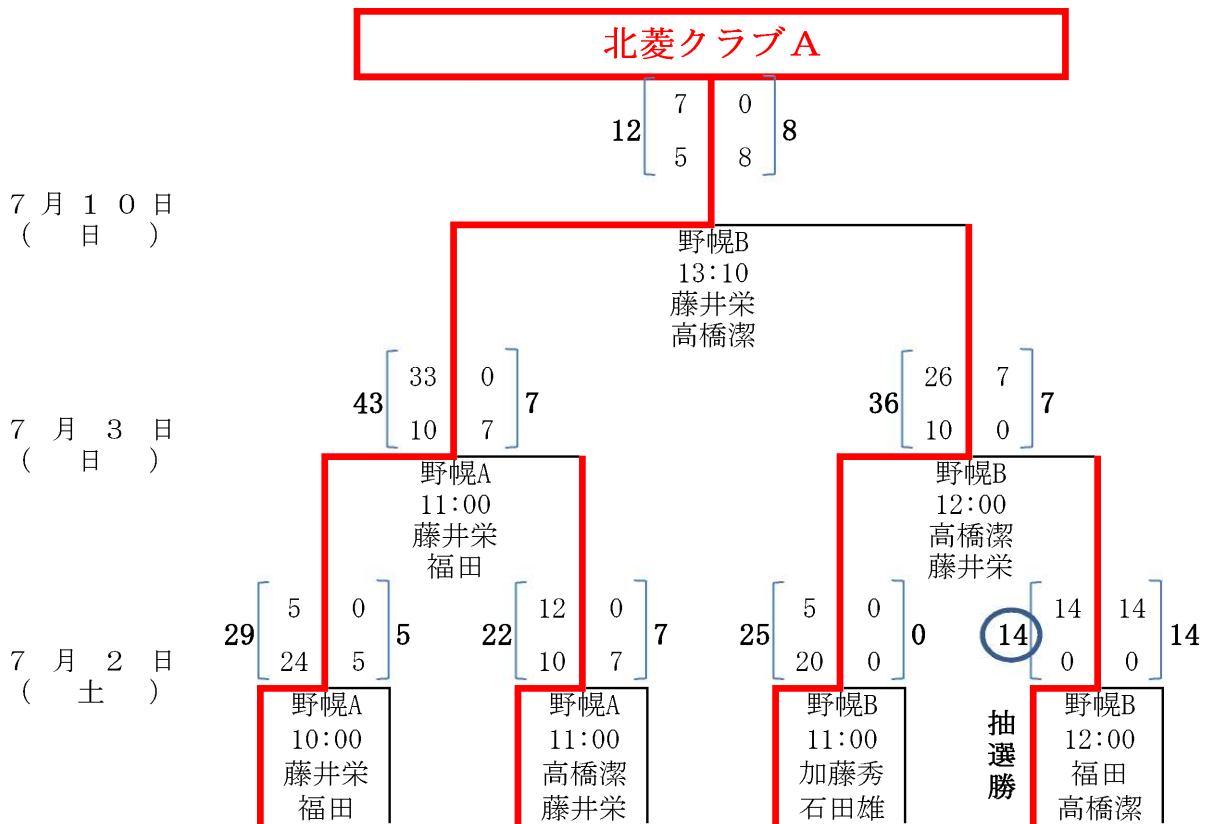 北菱クラブA
7 0
12 8
5 8
7月10日
(日)
野幌B
13:10
藤井栄
高橋潔
33 0 26 7
43 7 36 7
10 7 10 0
7月3日
(日)
野幌A 野幌B
11:00 12:00
藤井栄 高橋潔
福田 藤井栄
5 0 12 0 5 0 14 14
29 5 22 7 25 0 14 14
24 5 10 7 20 0 0 0
7月2日
(土)
抽選勝
野幌A 野幌A 野幌B 野幌B
10:00 11:00 11:00 12:00
藤井栄 高橋潔 加藤秀 福田
福田 藤井栄 石田雄 高橋潔